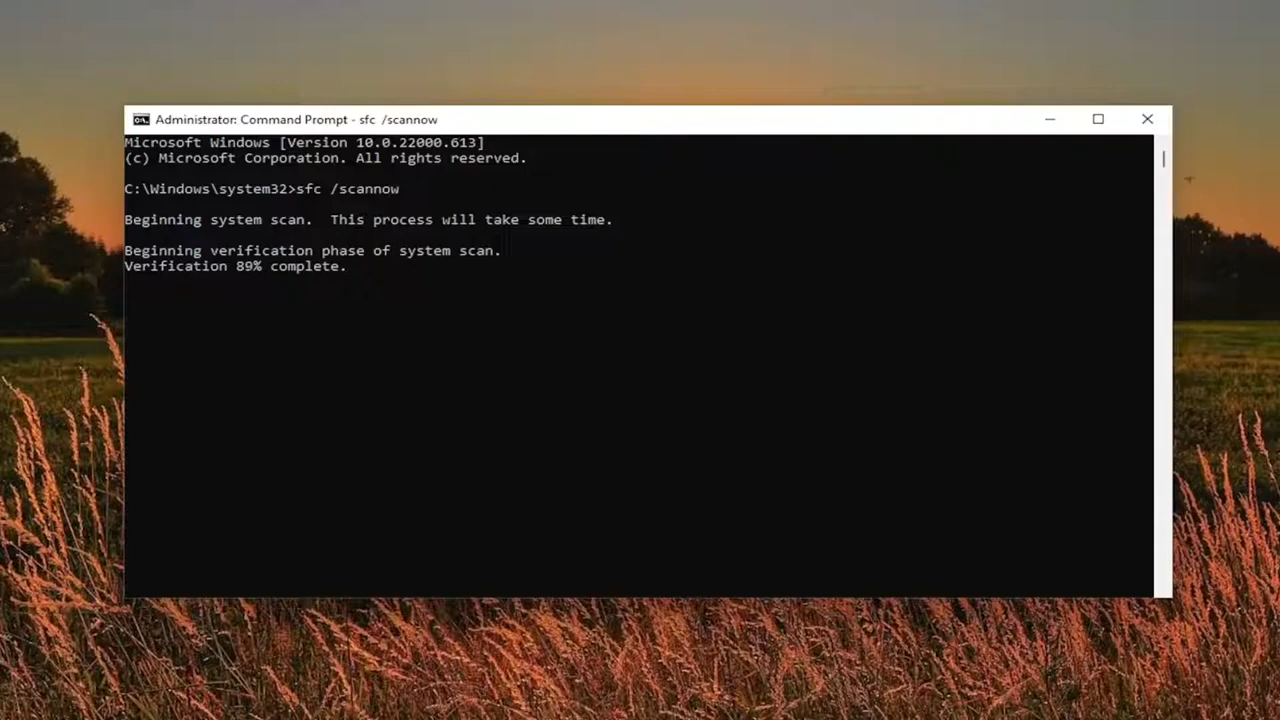 Administrator: Command Prompt - sfc  /scannow
Microsoft Windows [Version 10.0.22000.613]
(c) Microsoft Corporation. All rights reserved.
C:\Windows\system32>sfc /scannow
Beginning system scan.  This process will take some time.
Beginning verification phase of system scan.
Verification 89% complete.